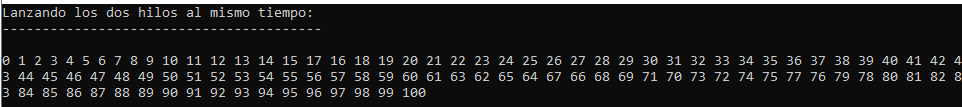 Lanzando los dos hilos al mismo tiempo:
----------------------------------------
0 1 2 3 4 5 6 7 8 9 10 11 12 13 14 15 16 17 18 19 20 21 22 23 24 25 26 27 28 29 30 31 32 33 34 35 36 37 38 39 40 41 42 4
3 44 45 46 47 48 49 50 51 52 53 54 55 56 57 58 59 60 61 63 62 65 64 67 66 68 69 71 70 73 72 74 75 77 76 79 78 80 81 82 8
3 84 85 86 87 88 89 90 91 92 93 94 95 96 97 98 99 100